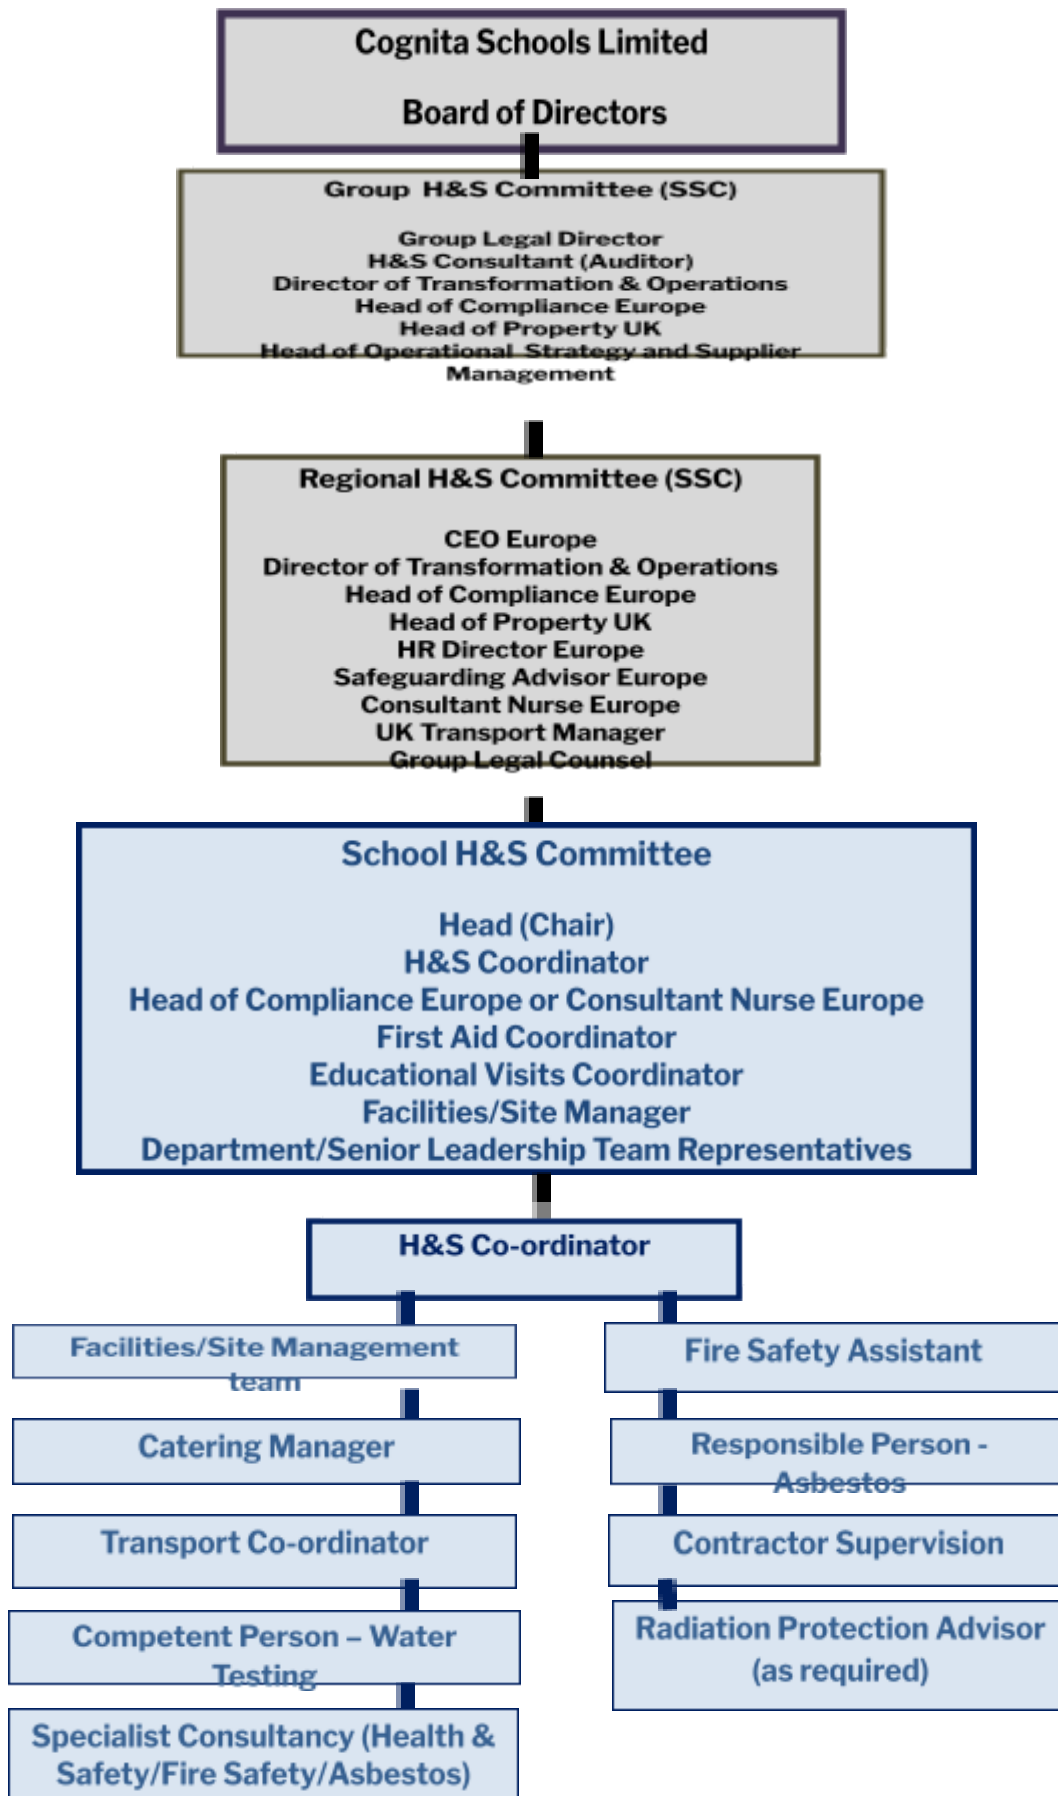 Cognita Schools Limited
Board of Directors
Group H&S Committee (SSC)
Group Legal Director
H&S Consultant (Auditor)
Director of Transformation & Operations
Head of Compliance Europe
Head of Property UK
Head of Operational Strategy and Supplier
Management
Regional H&S Committee (SSC)
CEO Europe
Director of Transformation & Operations
Head of Compliance Europe
Head of Property UK
HR Director Europe
Safeguarding Advisor Europe
Consultant Nurse Europe
UK Transport Manager
Group Legal Counsel
School H&S Committee
Head (Chair)
H&S Coordinator
Head of Compliance Europe or Consultant Nurse Europe
First Aid Coordinator
Educational Visits Coordinator
Facilities/Site Manager
Department/Senior Leadership Team Representatives
H&S Co-ordinator
Facilities/Site Management
team
Catering Manager
Transport Co-ordinator
Competent Person – Water
Testing
Specialist Consultancy (Health &
Safety/Fire Safety/Asbestos)
Fire Safety Assistant
Responsible Person -
Asbestos
Contractor Supervision
Radiation Protection Advisor
(as required)